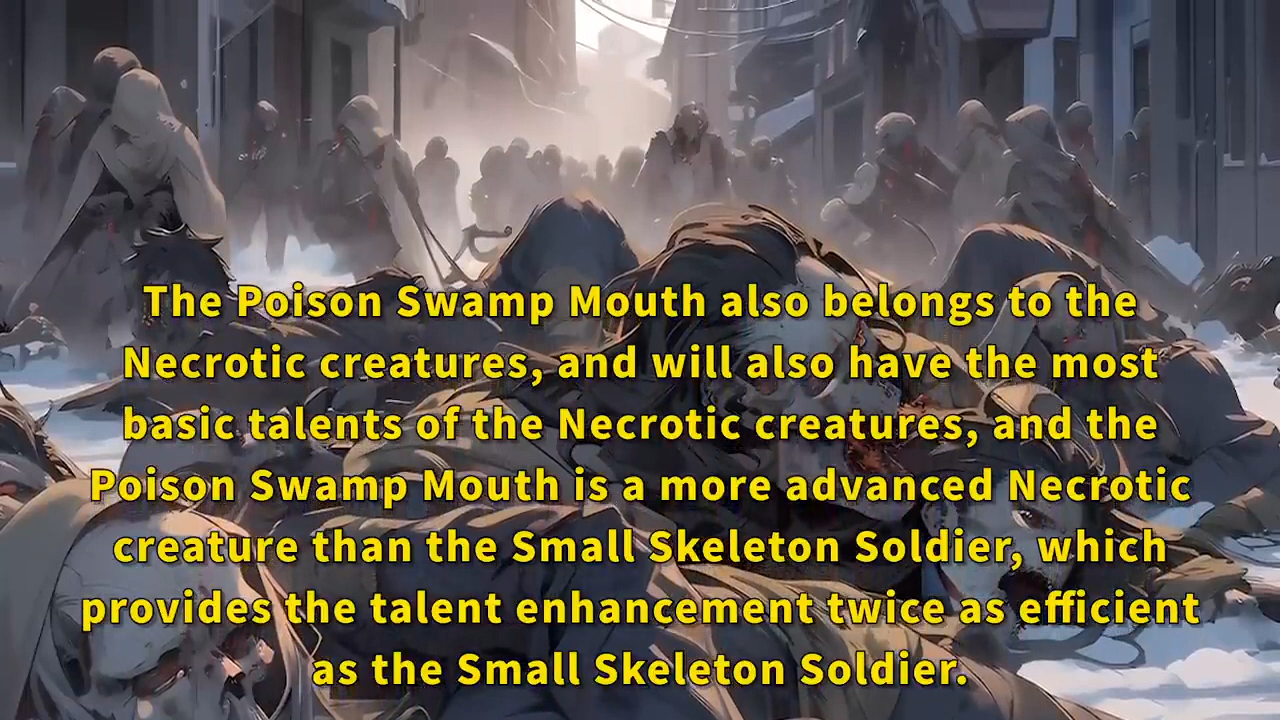 The Poison Swamp Mouth also belongs to the
Necrotic creatures, and will also have the most
basic talents of the Necrotic creatures, and the
Poison Swamp Mouth is a more advanced Necrotic
creature than the Small Skeleton Soldier, which
provides the talent enhancement twice as efficient
as the Small Skeleton Soldier.